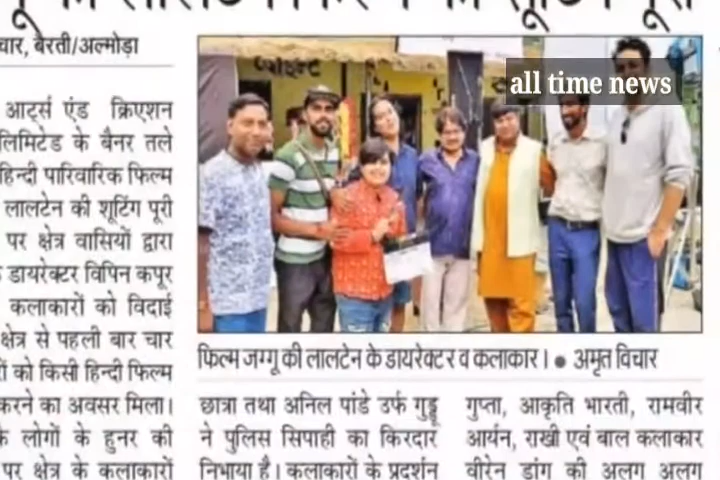 चार, बैरती/अल्मोड़ा
आर्ट्स एंड क्रिएशन
लिमिटेड के बैनर तले
हिन्दी पारिवारिक फिल्म
लालटेन की शूटिंग पूरी
पर क्षेत्र वासियों द्वारा
डायरेक्टर विपिन कपूर
कलाकारों को विदाई
क्षेत्र से पहली बार चार
को किसी हिन्दी फिल्म
करने का अवसर मिला।
के लोगों के हुनर की
पर क्षेत्र के कलाकारों
all time news
फिल्म जग्गू की लालटेन के डायरेक्टर व कलाकार। ● अमृत विचार
छात्रा तथा अनिल पांडे उर्फ गुड्डू
ने पुलिस सिपाही का किरदार
निभाया है। कलाकारों के प्रदर्शन
गुप्ता, आकृति भारती, रामवीर
आर्यन, राखी एवं बाल कलाकार
वीरेन डांग की अलग अलग